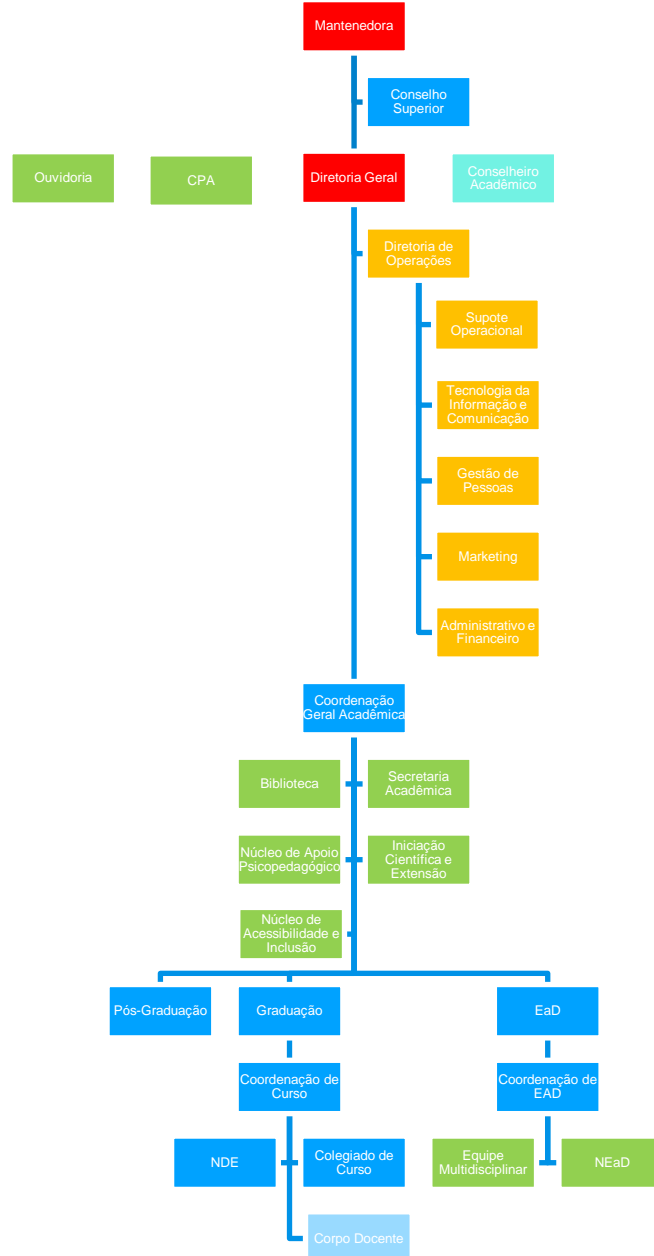 Mantenedora
Conselho
Superior
Ouvidoria
CPA
Diretoria Geral
Conselheiro
Acadêmico
Diretoria de
Operações
Supote
Operacional
Tecnologia da
Informação e
Comunicação
Gestão de
Pessoas
Marketing
Administrativo e
Financeiro
Coordenação
Geral Acadêmica
Biblioteca
Secretaria
Acadêmica
Núcleo de Apoio
Psicopedagógico
Iniciação
Científica e
Extensão
Núcleo de
Acessibilidade e
Inclusão
Pós-Graduação
Graduação
EaD
Coordenação de
Curso
Coordenação de
EAD
NDE
Colegiado de
Curso
Equipe
Multidisciplinar
NEaD
Corpo Docente